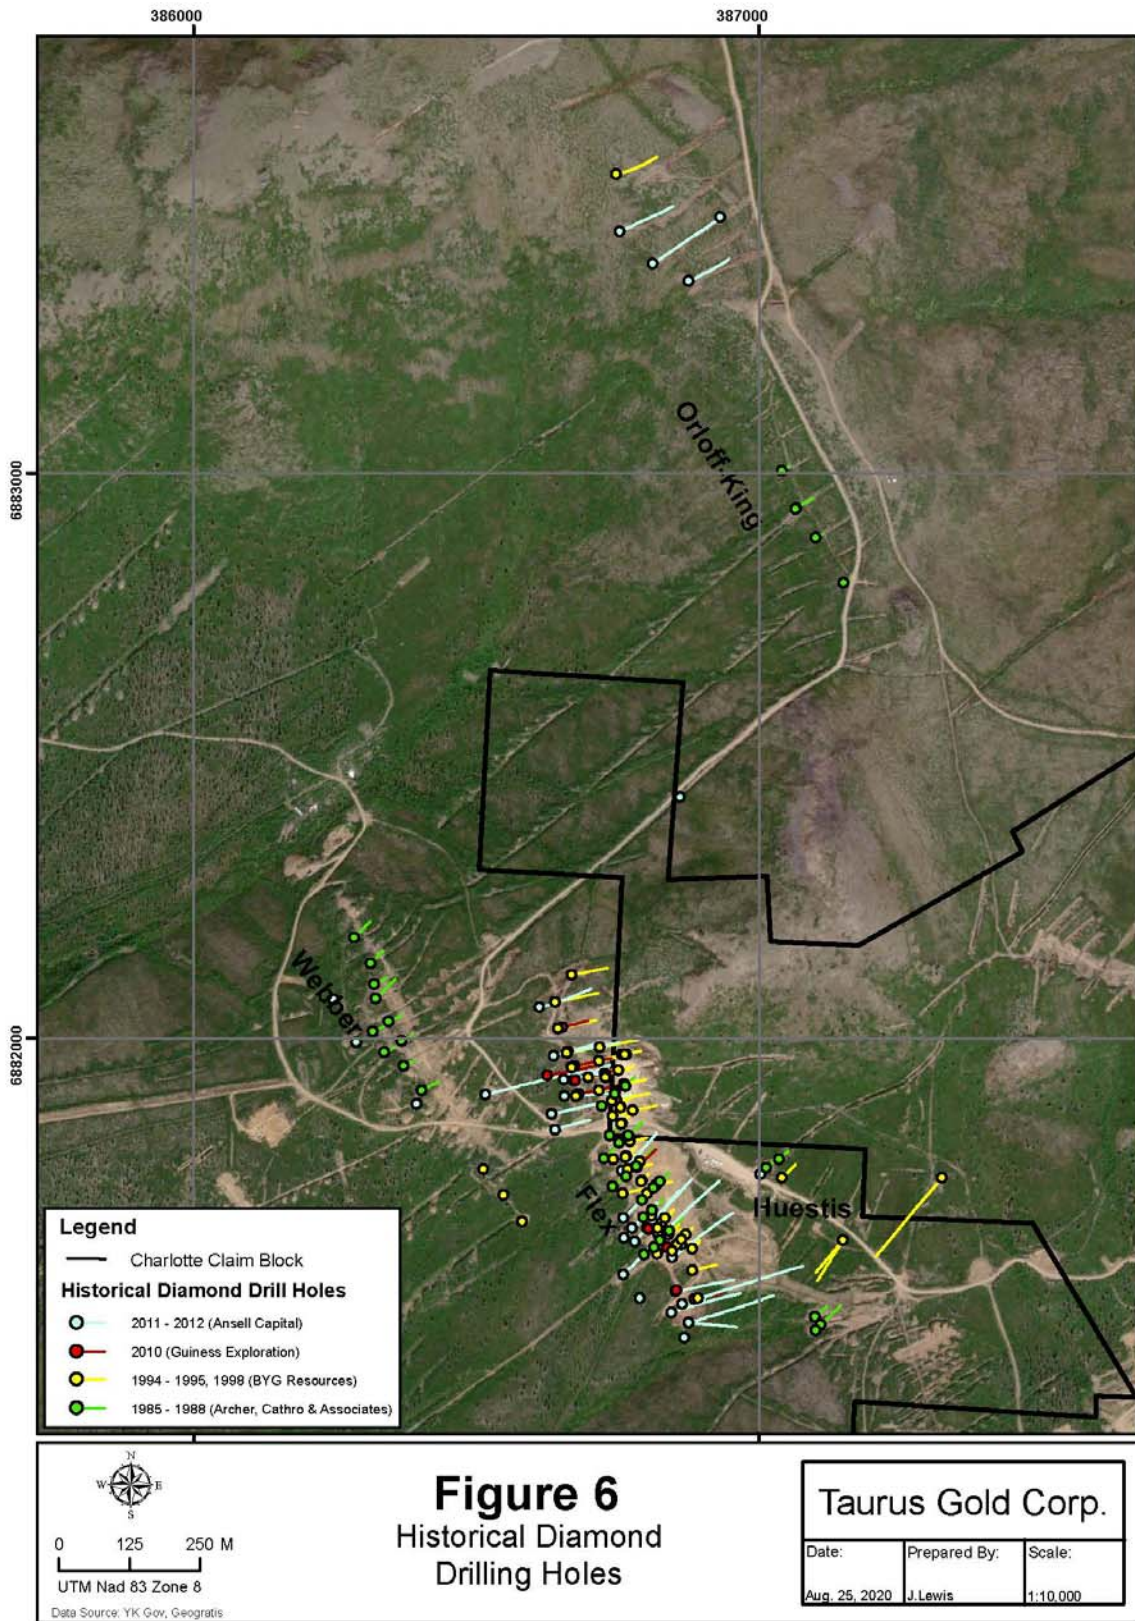 386000
387000
6883000
6882000
Orloff-King
Webber
Flex
Huestis
Legend
Charlotte Claim Block
Historical Diamond Drill Holes
2011 - 2012 (Ansell Capital)
2010 (Guiness Exploration)
1994 - 1995, 1998 (BYG Resources)
1985 - 1988 (Archer, Cathro & Associates)
N
W
E
S
0 125 250 M
UTM Nad 83 Zone 8
Data Source: YK Gov, Geogratis
Figure 6
Historical Diamond
Drilling Holes
Taurus Gold Corp.
Date: Prepared By: Scale:
Aug. 25, 2020 J.Lewis 1:10,000